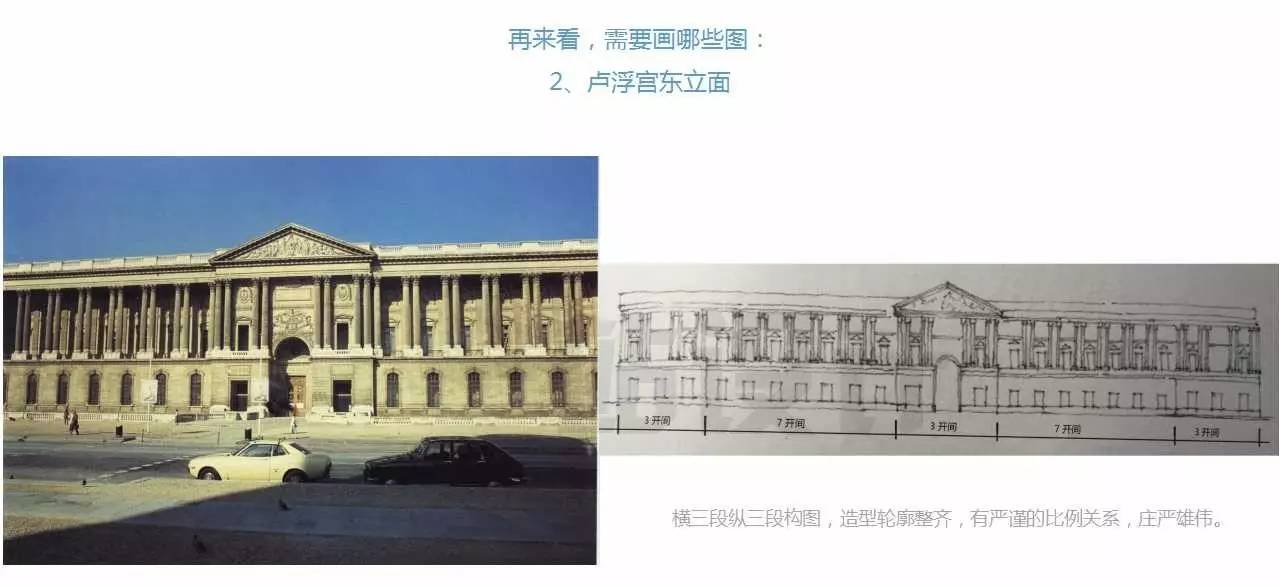 再来看，需要画哪些图：
2、卢浮宫东立面
3 开间 7 开间 3 开间 7 开间 3 开间
横三段纵三段构图，造型轮廓整齐，有严谨的比例关系，庄严雄伟。